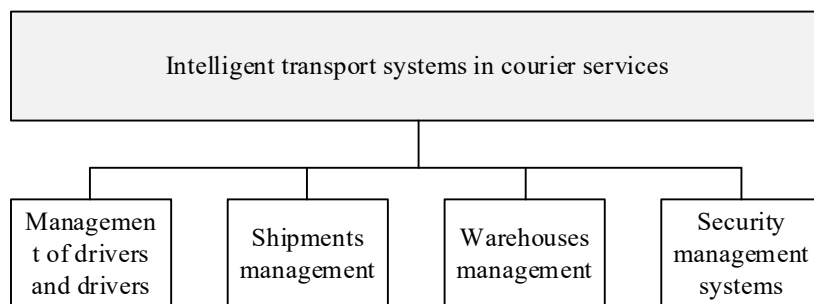 Intelligent transport systems in courier services
Managemen
t of drivers
and drivers
Shipments
management
Warehouses
management
Security
management
systems